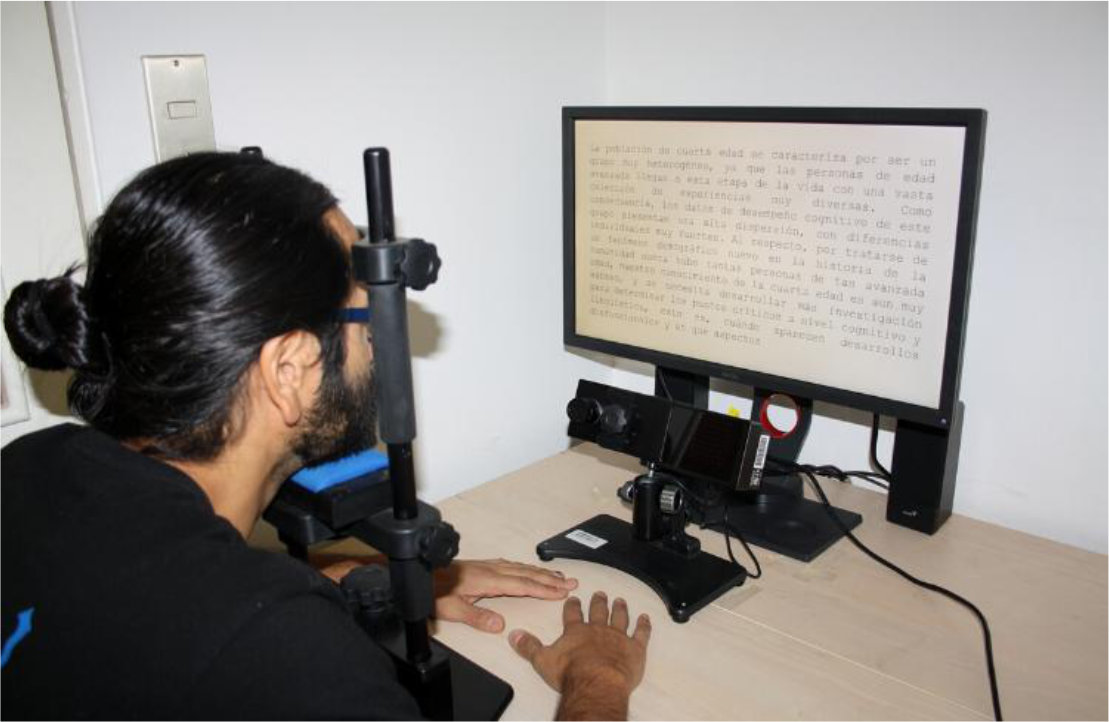 La población de cuarta edad se caracteriza por ser un
grupo muy heterogéneo, ya que las personas de edad
avanzada llegan a esta etapa de la vida con una vasta
colección de experiencias muy diversas. Como
consecuencia, los datos de desempeño cognitivo de este
grupo presentan una alta dispersión, con diferencias
individuales muy fuertes. Al respecto, por tratarse de
un fenómeno demográfico nuevo en la historia de la
humanidad nunca hubo tantas personas de tan avanzada
edad, nuestro conocimiento de la cuarta edad es aun muy
escaso, y se necesita desarrollar más investigación
para determinar los puntos críticos a nivel cognitivo y
lingüístico, esto es, cuándo aparecen desarrollos
disfuncionales y en qué aspectos